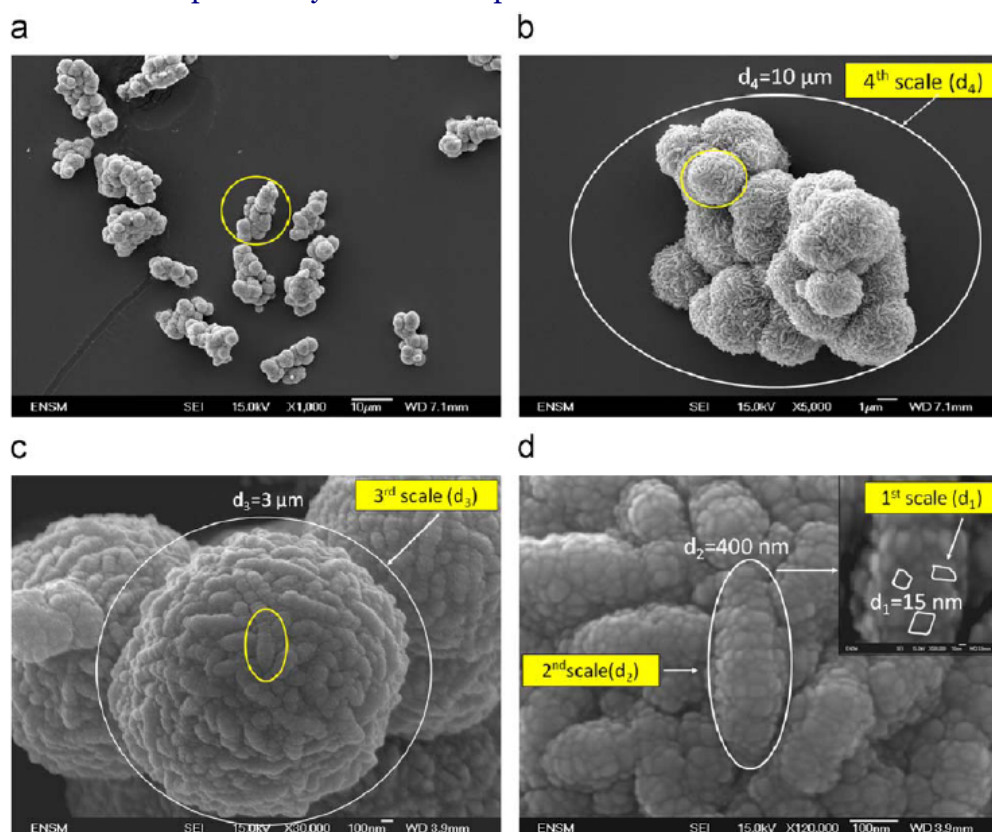 a
b
d₄=10 μm
4th scale (d₄)
ENSM SEI 15.0kV X1,000 10μm WD 7.1mm
ENSM SEI 15.0kV X5,000 1μm WD 7.1mm
c
d
d₃=3 μm
3rd scale (d₃)
1st scale (d₁)
d₂=400 nm
d₁=15 nm
2nd scale(d₂)
ENSM SEI 15.0kV X30,000 100nm WD 3.9mm
ENSM SEI 15.0kV X120,000 100nm WD 3.9mm